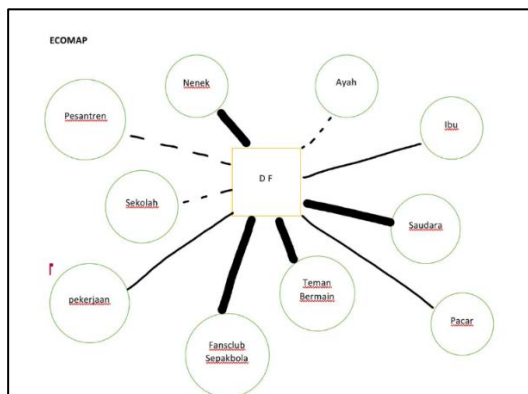 ECOMAP
Nenek
Ayah
Pesantren
Ibu
D F
Sekolah
Saudara
pekerjaan
Teman
Bermain
Pacar
Fansclub
Sepakbola